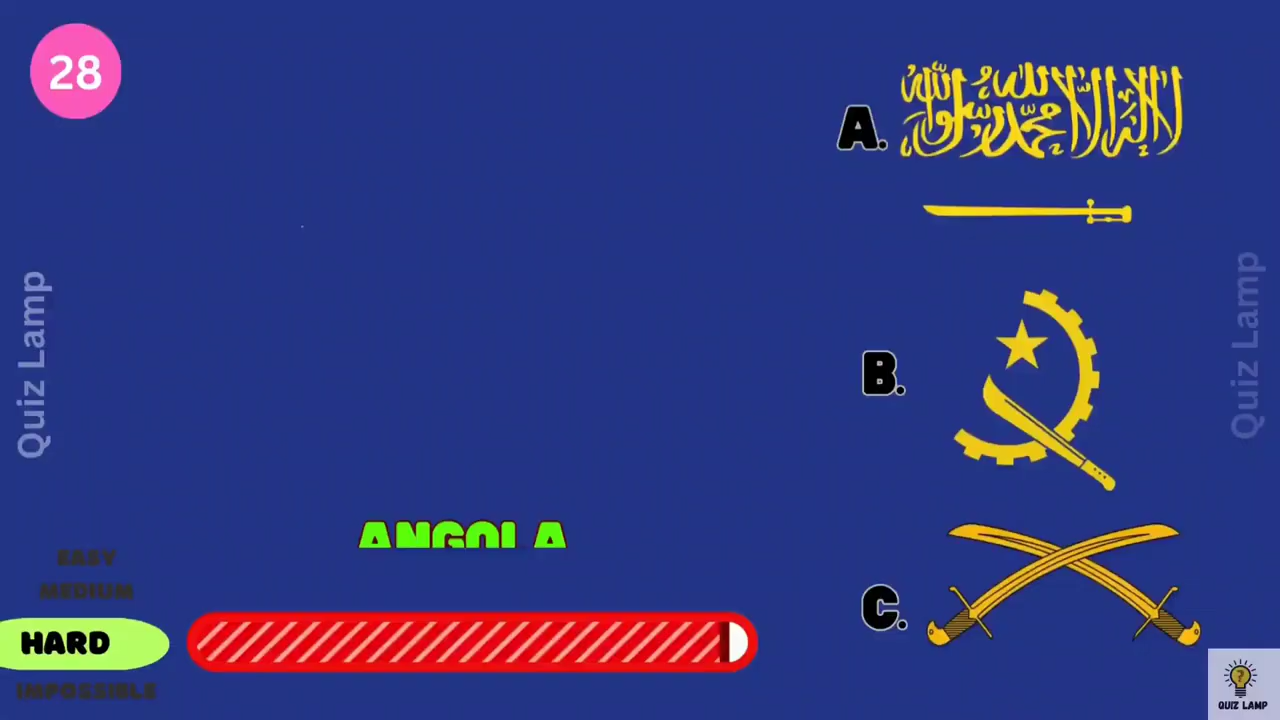 28
A.
لا إله إلا الله محمد رسول الله
Quiz Lamp
Quiz Lamp
B.
ANGOLA
EASY
MEDIUM
C.
HARD
IMPOSSIBLE
QUIZ LAMP